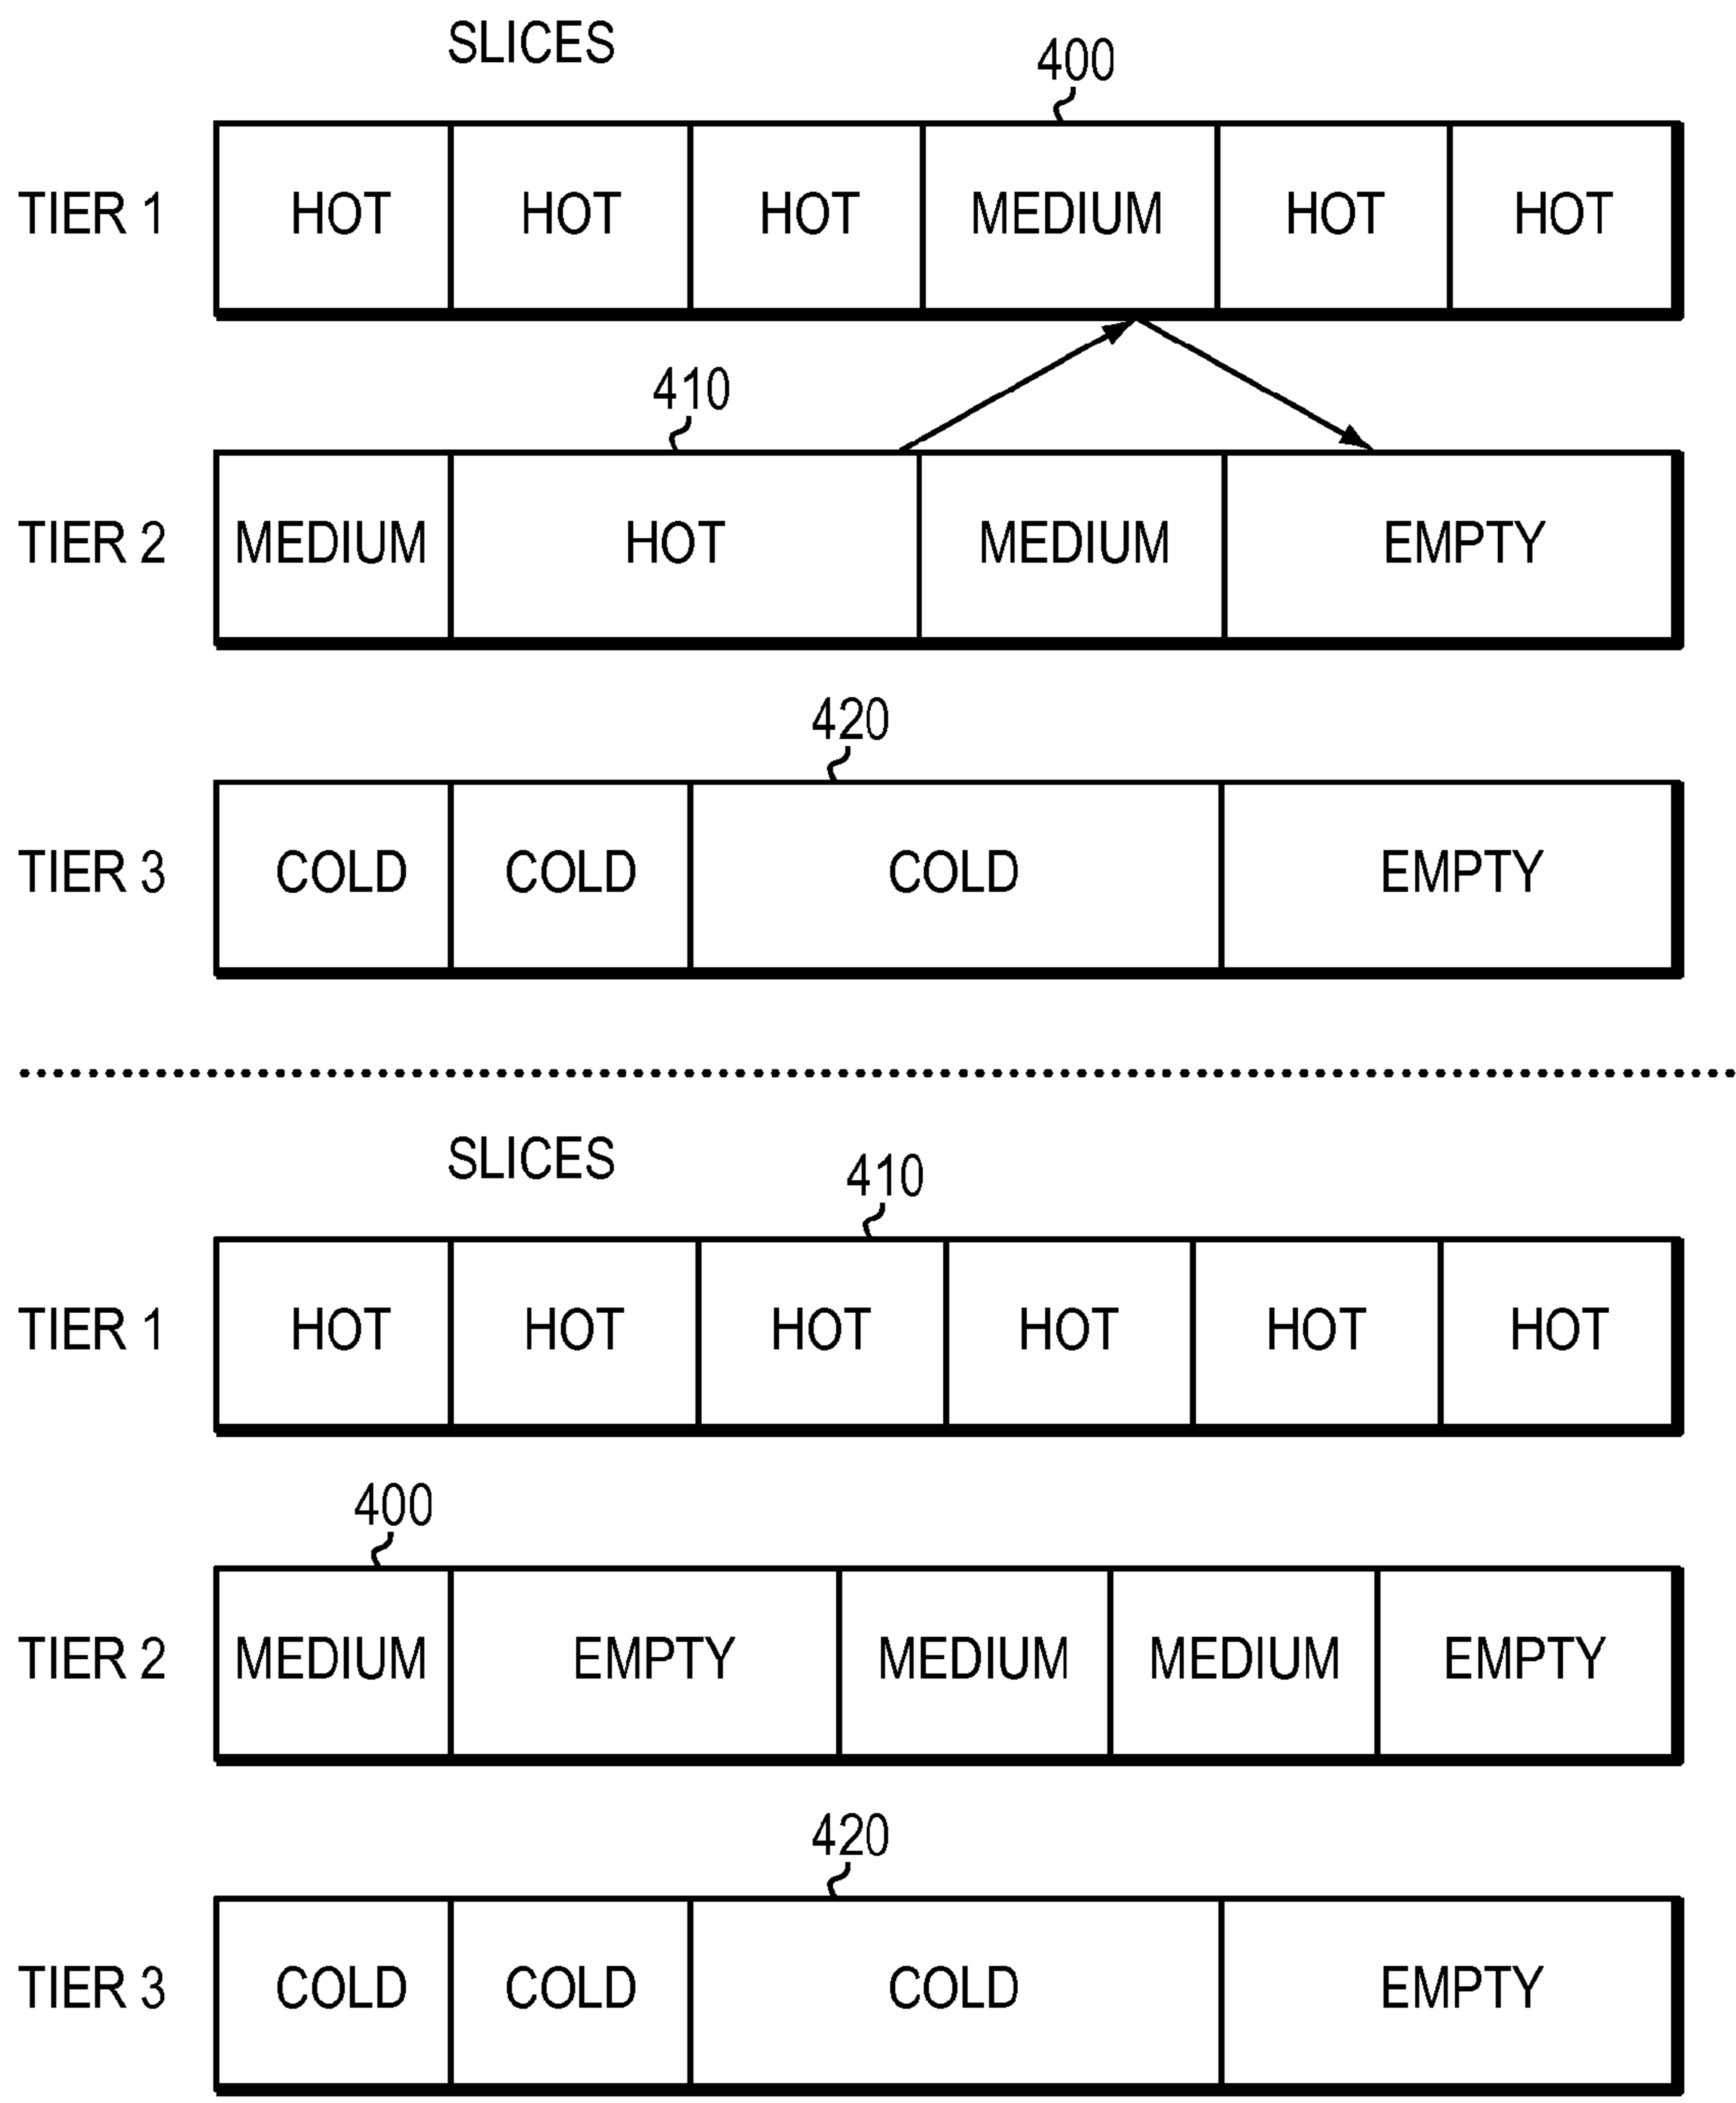 SLICES
400
TIER 1 HOT HOT HOT MEDIUM HOT HOT
410
TIER 2 MEDIUM HOT MEDIUM EMPTY
420
TIER 3 COLD COLD COLD EMPTY
SLICES
410
TIER 1 HOT HOT HOT HOT HOT HOT
400
TIER 2 MEDIUM EMPTY MEDIUM MEDIUM EMPTY
420
TIER 3 COLD COLD COLD EMPTY